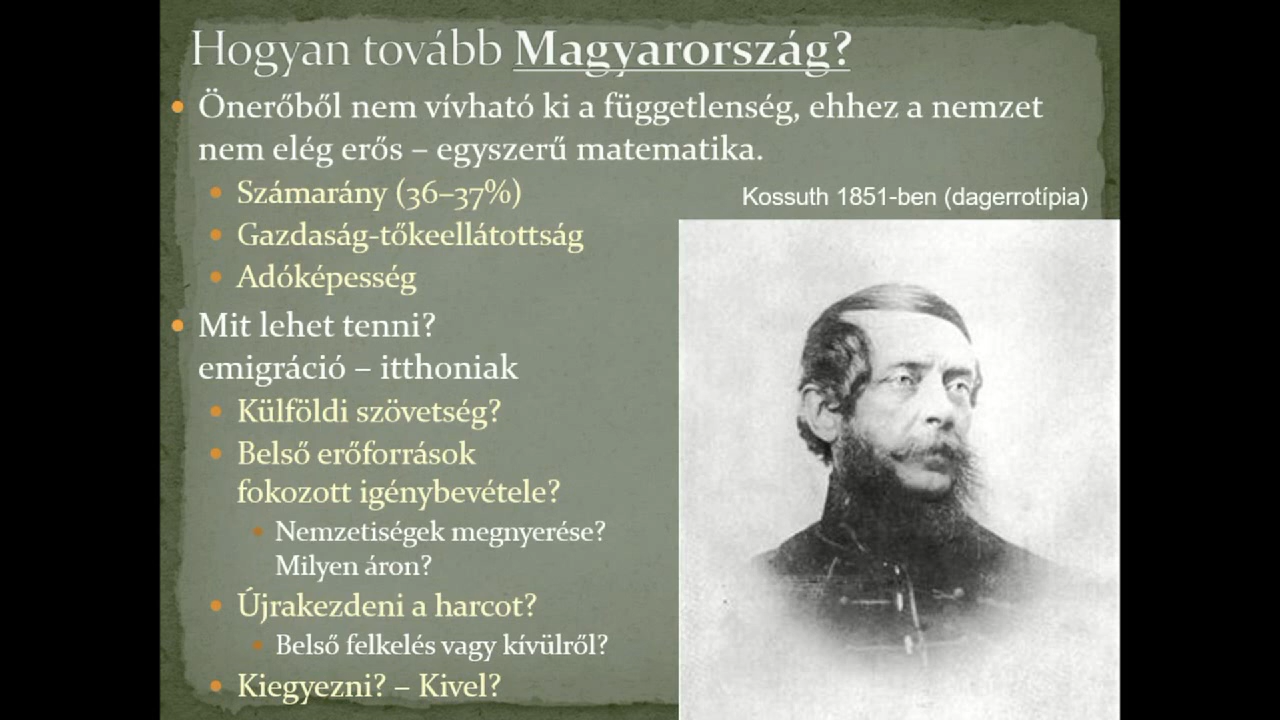 Hogyan tovább Magyarország?
• Önerőből nem vívható ki a függetlenség, ehhez a nemzet
nem elég erős – egyszerű matematika.
• Számarány (36–37%)
• Gazdaság-tőkeellátottság
• Adóképesség
Kossuth 1851-ben (dagerrotípia)
• Mit lehet tenni?
emigráció – itthoniak
• Külföldi szövetség?
• Belső erőforrások
fokozott igénybevétele?
• Nemzetiségek megnyerése?
Milyen áron?
• Újrakezdeni a harcot?
• Belső felkelés vagy kívülről?
• Kiegyezni? – Kivel?